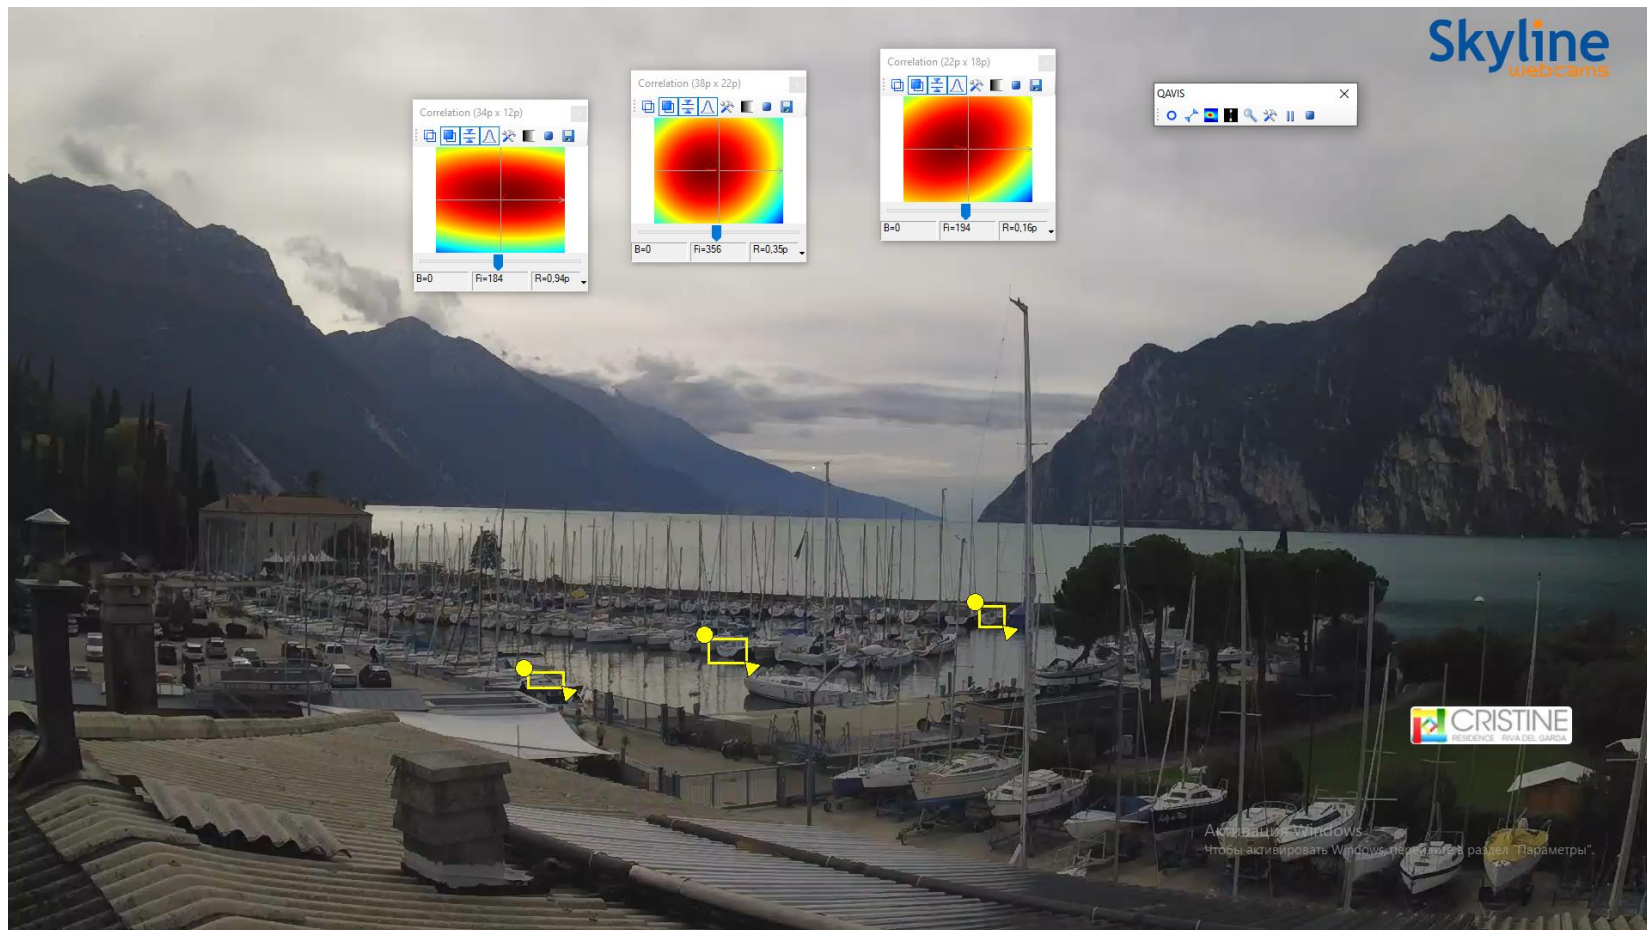 Skyline
webcams
Correlation (22p x 18p)
B=0 Fi=194 R=0,16p
Correlation (38p x 22p)
B=0 Fi=356 R=0,35p
QAVIS
Correlation (34p x 12p)
B=0 Fi=184 R=0,94p
CRISTINE
RESIDENCE RIVA DEL GARDA
Активация Windows
Чтобы активировать Windows, перейдите в раздел "Параметры".